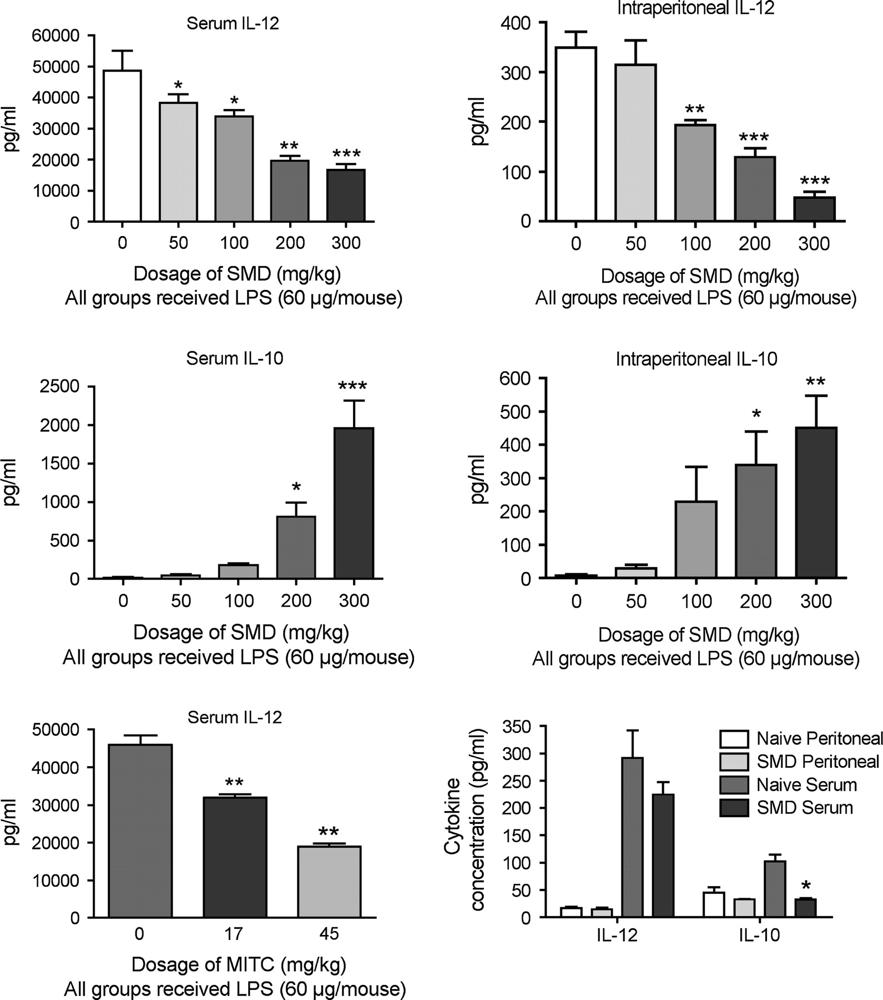 Serum IL-12
60000
50000
40000
30000
20000
10000
0
pg/ml
*
*
**
***
0 50 100 200 300
Dosage of SMD (mg/kg)
All groups received LPS (60 µg/mouse)
Intraperitoneal IL-12
400
300
200
100
0
pg/ml
**
***
***
0 50 100 200 300
Dosage of SMD (mg/kg)
All groups received LPS (60 µg/mouse)
Serum IL-10
2500
2000
1500
1000
500
0
pg/ml
*
***
0 50 100 200 300
Dosage of SMD (mg/kg)
All groups received LPS (60 µg/mouse)
Intraperitoneal IL-10
600
500
400
300
200
100
0
pg/ml
*
**
0 50 100 200 300
Dosage of SMD (mg/kg)
All groups received LPS (60 µg/mouse)
Serum IL-12
50000
40000
30000
20000
10000
0
pg/ml
**
**
0 17 45
Dosage of MITC (mg/kg)
All groups received LPS (60 µg/mouse)
350
300
250
200
150
100
50
0
Cytokine
concentration (pg/ml)
Naive Peritoneal
SMD Peritoneal
Naive Serum
SMD Serum
*
IL-12 IL-10